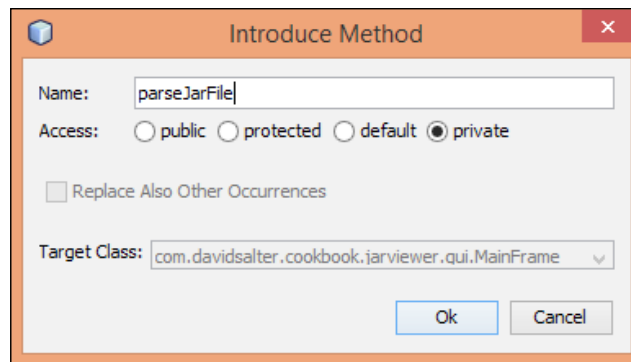 Introduce Method
Name: parseJarFile
Access: public protected default private
Replace Also Other Occurrences
Target Class: com.davidsalter.cookbook.jarviewer.gui.MainFrame
Ok Cancel